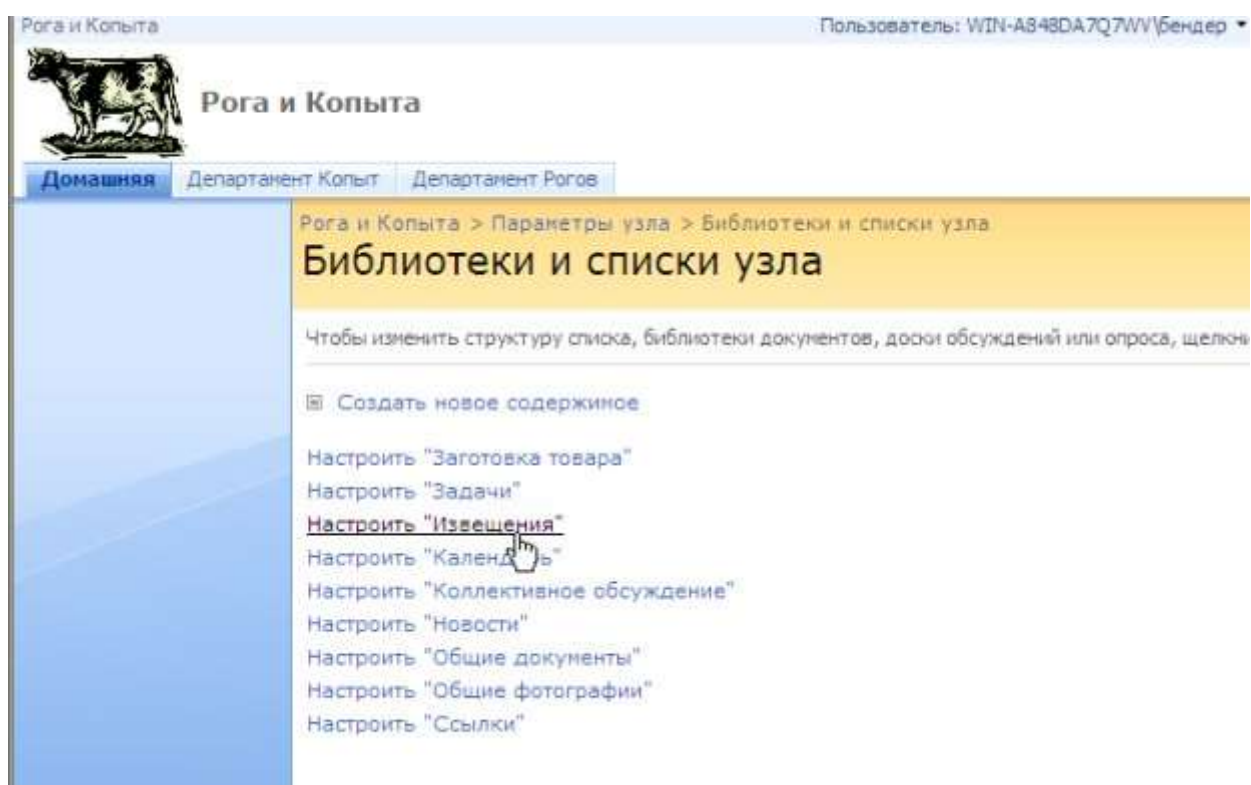 Рога и Копыта
Пользователь: WIN-A848DA7Q7WV\бендер
Рога и Копыта
Домашняя Департамент Копыт Департамент Рогов
Рога и Копыта > Параметры узла > Библиотеки и списки узла
Библиотеки и списки узла
Чтобы изменить структуру списка, библиотеки документов, доски обсуждений или опроса, щелкни
Создать новое содержимое
Настроить "Заготовка товара"
Настроить "Задачи"
Настроить "Извещения"
Настроить "Календарь"
Настроить "Коллективное обсуждение"
Настроить "Новости"
Настроить "Общие документы"
Настроить "Общие фотографии"
Настроить "Ссылки"